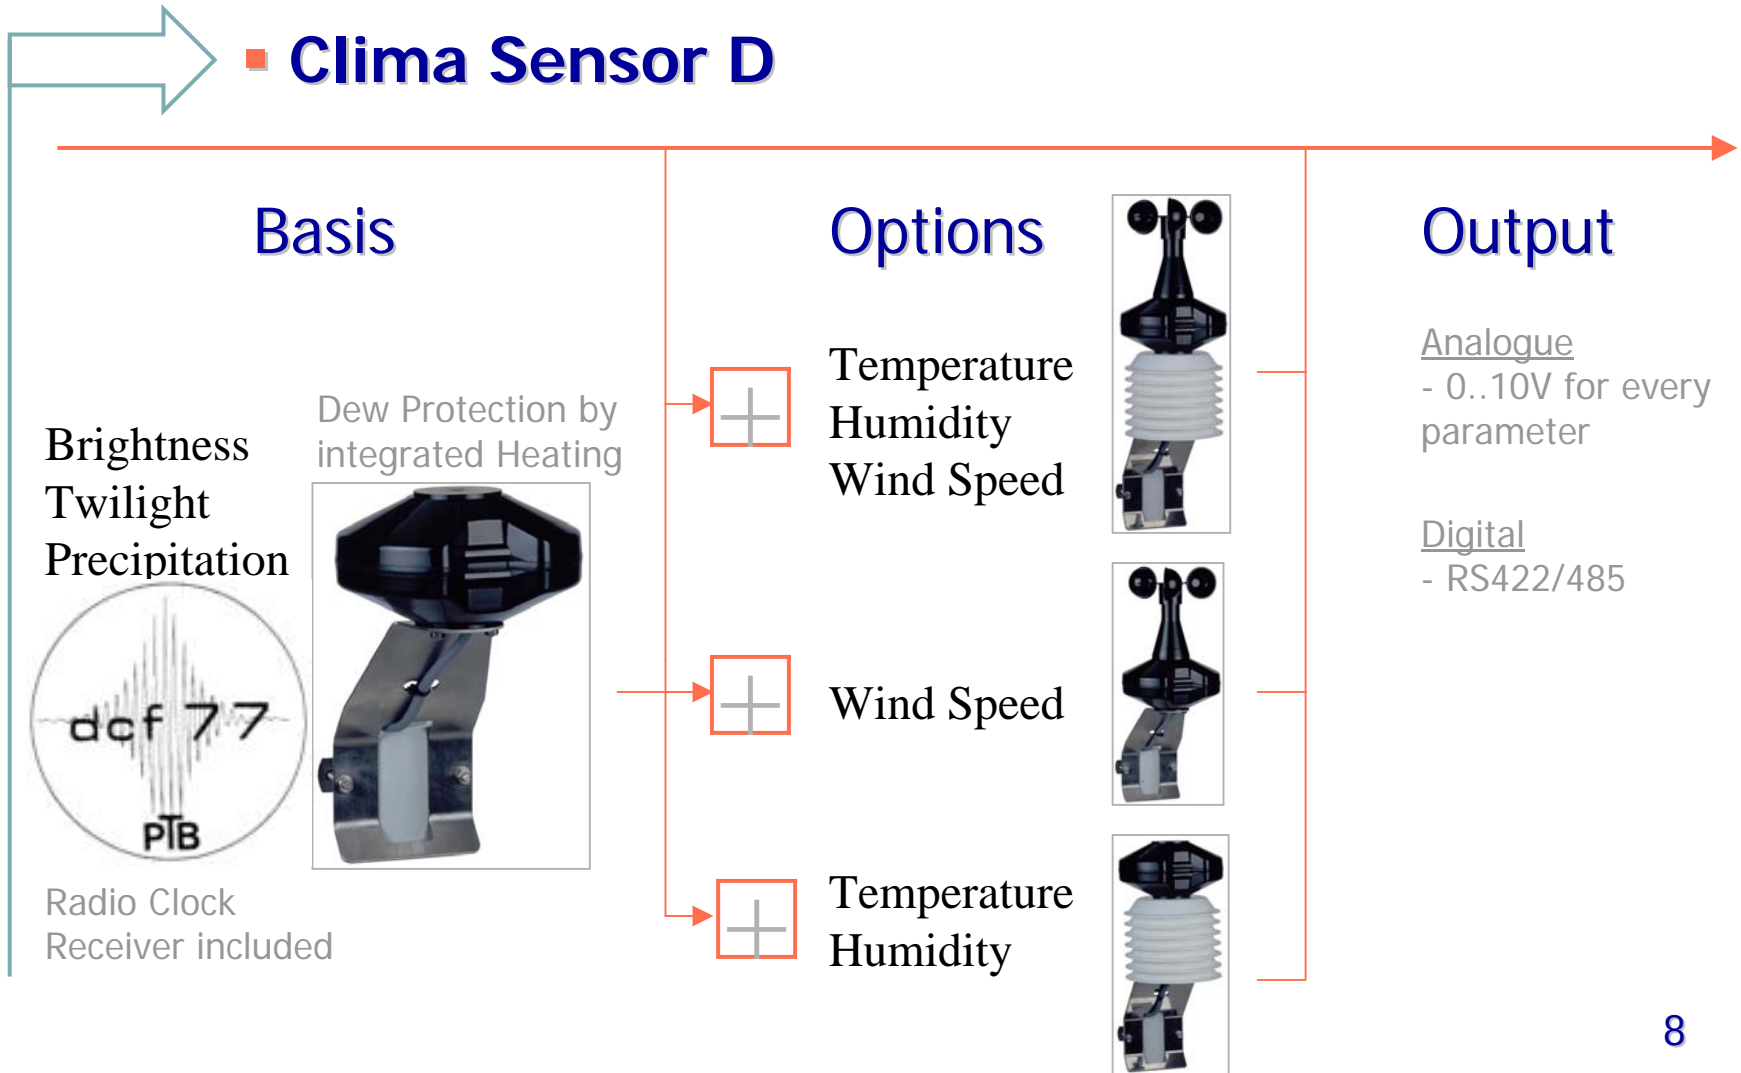 Clima Sensor D
Basis
Brightness
Twilight
Precipitation
Dew Protection by
integrated Heating
dcf 77
PTB
Radio Clock
Receiver included
Options
Temperature
Humidity
Wind Speed
Wind Speed
Temperature
Humidity
Output
Analogue
- 0..10V for every
parameter
Digital
- RS422/485
8